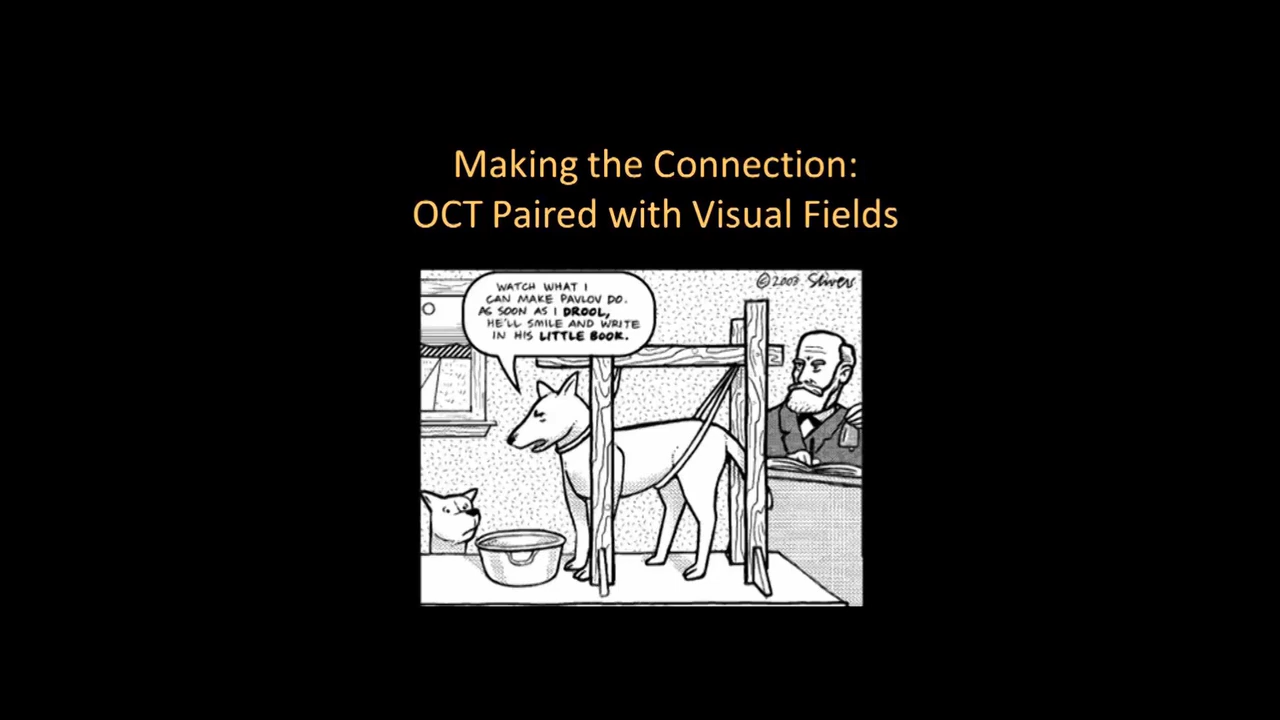 Making the Connection:
OCT Paired with Visual Fields
WATCH WHAT I
CAN MAKE PAVLOV DO.
AS SOON AS I DROOL,
HE'LL SMILE AND WRITE
IN HIS LITTLE BOOK.
©2003 Stivers